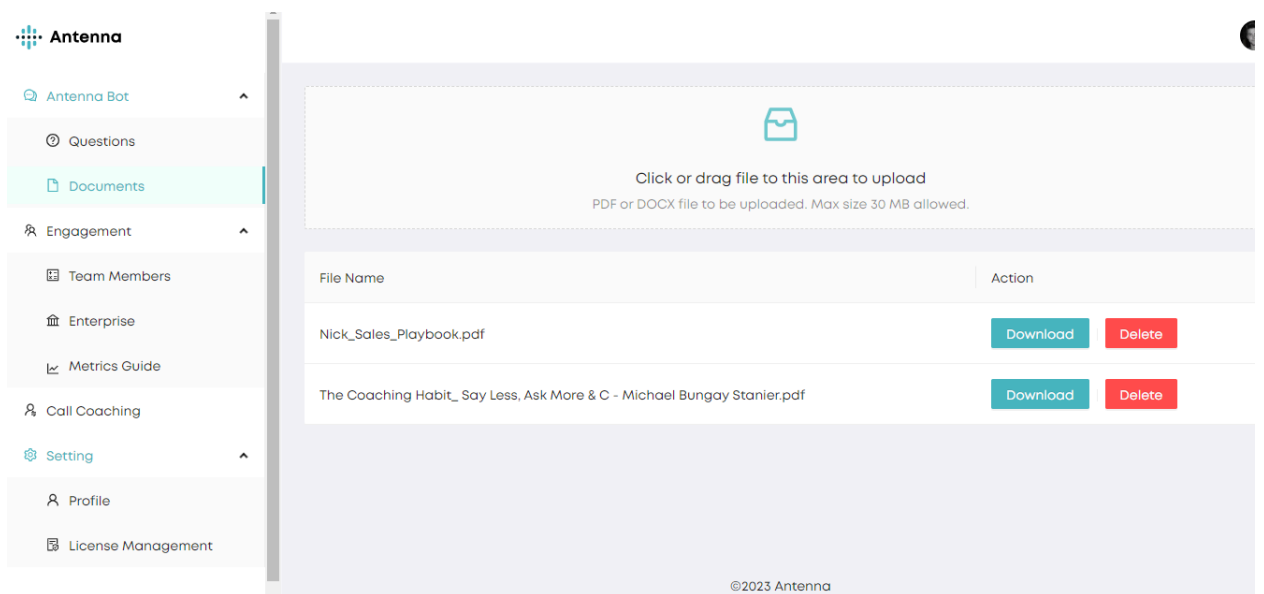 Antenna
Antenna Bot
Questions
Documents
Engagement
Team Members
Enterprise
Metrics Guide
Call Coaching
Setting
Profile
License Management
Click or drag file to this area to upload
PDF or DOCX file to be uploaded. Max size 30 MB allowed.
File Name Action
Nick_Sales_Playbook.pdf Download Delete
The Coaching Habit_ Say Less, Ask More & C - Michael Bungay Stanier.pdf Download Delete
©2023 Antenna